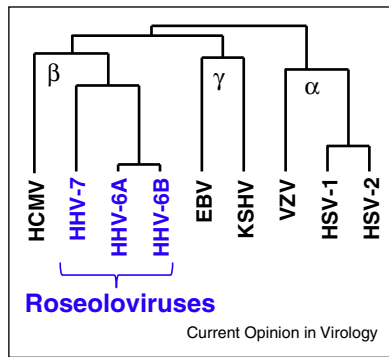 β
γ
α
HCMV
HHV-7
HHV-6A
HHV-6B
EBV
KSHV
VZV
HSV-1
HSV-2
Roseoloviruses
Current Opinion in Virology